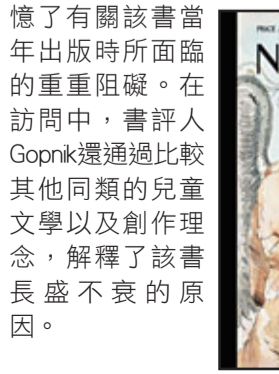 憶了有關該書當
年出版時所面臨
的重重阻礙。在
訪問中，書評人
Gopnik還通過比較
其他同類的兒童
文學以及創作理
念，解釋了該書
長盛不衰的原
因。
PRICE
N